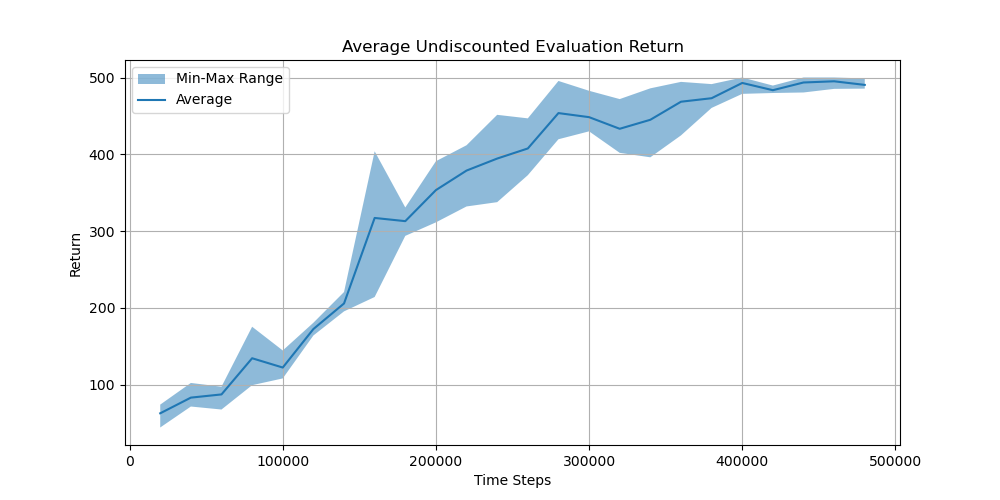 Average Undiscounted Evaluation Return
Min-Max Range
Average
500
400
300
200
100
Return
0
100000
200000
300000
400000
500000
Time Steps